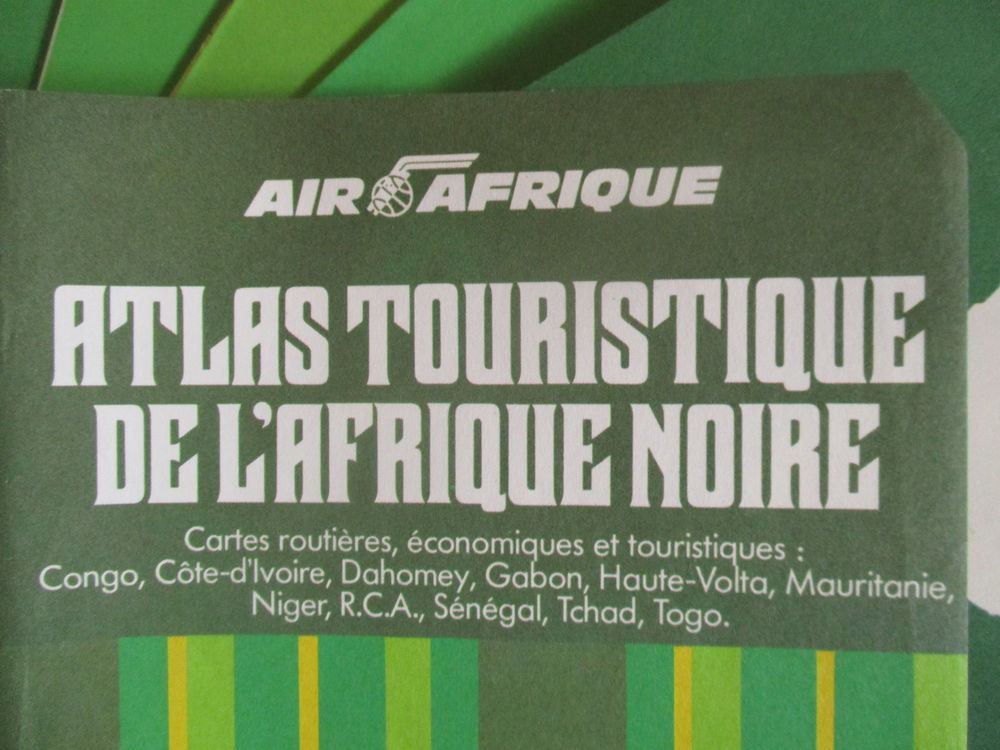 AIR AFRIQUE
ATLAS TOURISTIQUE
DE L'AFRIQUE NOIRE
Cartes routières, économiques et touristiques :
Congo, Côte-d'Ivoire, Dahomey, Gabon, Haute-Volta, Mauritanie,
Niger, R.C.A., Sénégal, Tchad, Togo.